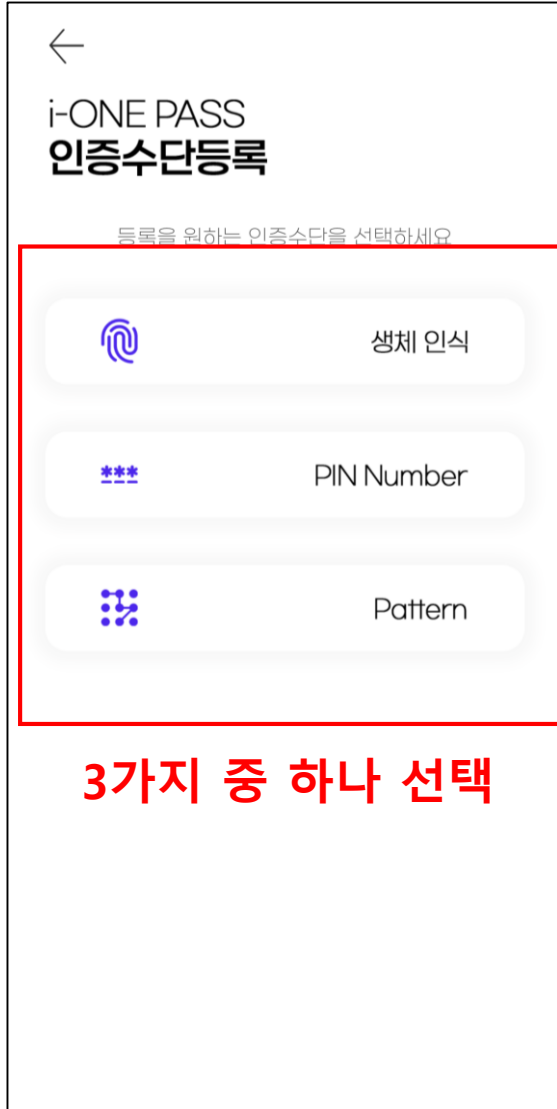 i-ONE PASS
인증수단등록
등록을 원하는 인증수단을 선택하세요
생체 인식
PIN Number
Pattern
3가지 중 하나 선택